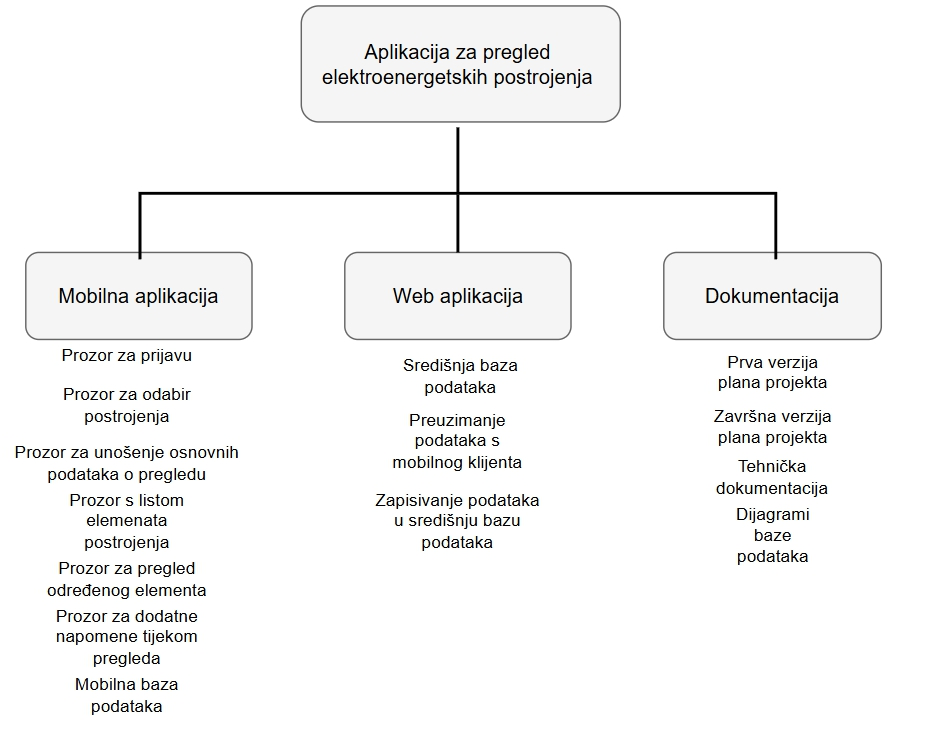 Aplikacija za pregled
elektroenergetskih postrojenja
Mobilna aplikacija
Prozor za prijavu
Prozor za odabir
postrojenja
Prozor za unošenje osnovnih
podataka o pregledu
Prozor s listom
elemenata
postrojenja
Prozor za pregled
određenog elementa
Prozor za dodatne
napomene tijekom
pregleda
Mobilna baza
podataka
Web aplikacija
Središnja baza
podataka
Preuzimanje
podataka s
mobilnog klijenta
Zapisivanje podataka
u središnju bazu
podataka
Dokumentacija
Prva verzija
plana projekta
Završna verzija
plana projekta
Tehnička
dokumentacija
Dijagrami
baze
podataka